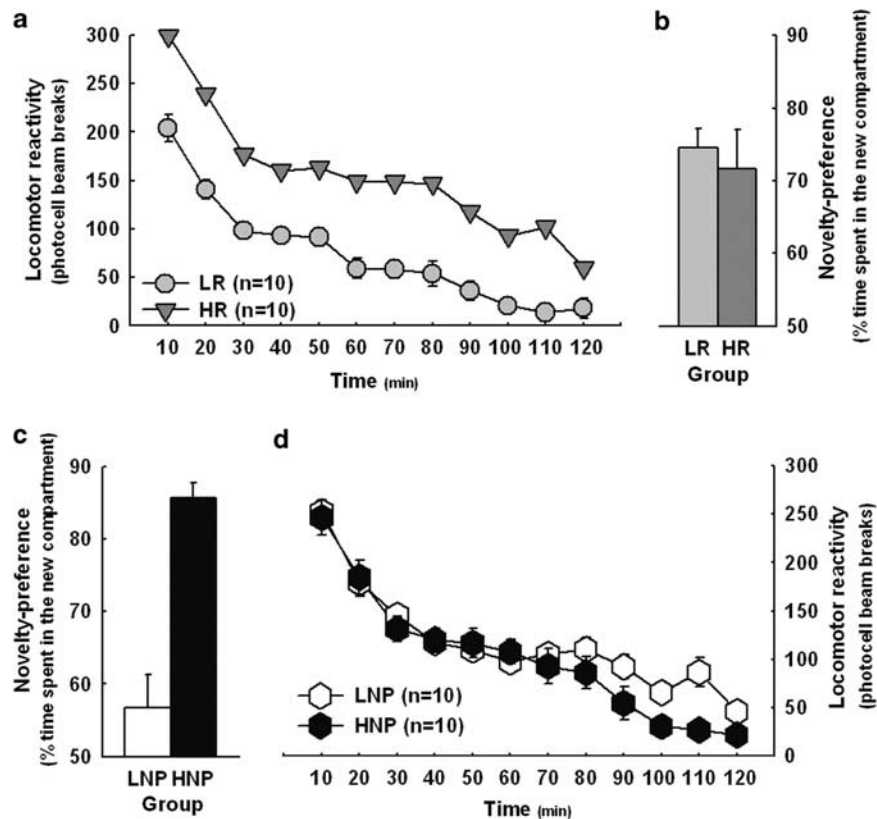 a
Locomotor reactivity
(photocell beam breaks)
300
250
200
150
100
50
0
LR (n=10)
HR (n=10)
10 20 30 40 50 60 70 80 90 100 110 120
Time (min)
b
90
80
70
60
50
Novelty-preference
(% time spent in the new compartment)
LR HR
Group
c
Novelty-preference
(% time spent in the new compartment)
90
80
70
60
50
LNP HNP
Group
d
300
250
200
150
100
50
0
Locomotor reactivity
(photocell beam breaks)
LNP (n=10)
HNP (n=10)
10 20 30 40 50 60 70 80 90 100 110 120
Time (min)